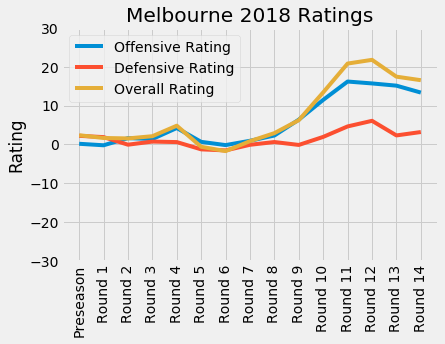 Melbourne 2018 Ratings
Offensive Rating
Defensive Rating
Overall Rating
Rating
30
20
10
0
−10
−20
−30
Preseason
Round 1
Round 2
Round 3
Round 4
Round 5
Round 6
Round 7
Round 8
Round 9
Round 10
Round 11
Round 12
Round 13
Round 14